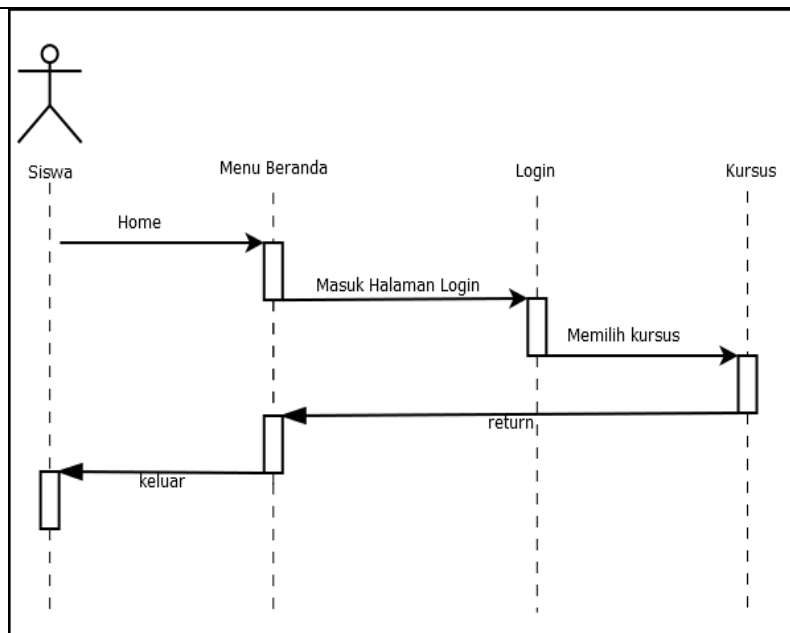 Siswa
Menu Beranda
Login
Kursus
Home
Masuk Halaman Login
Memilih kursus
return
keluar